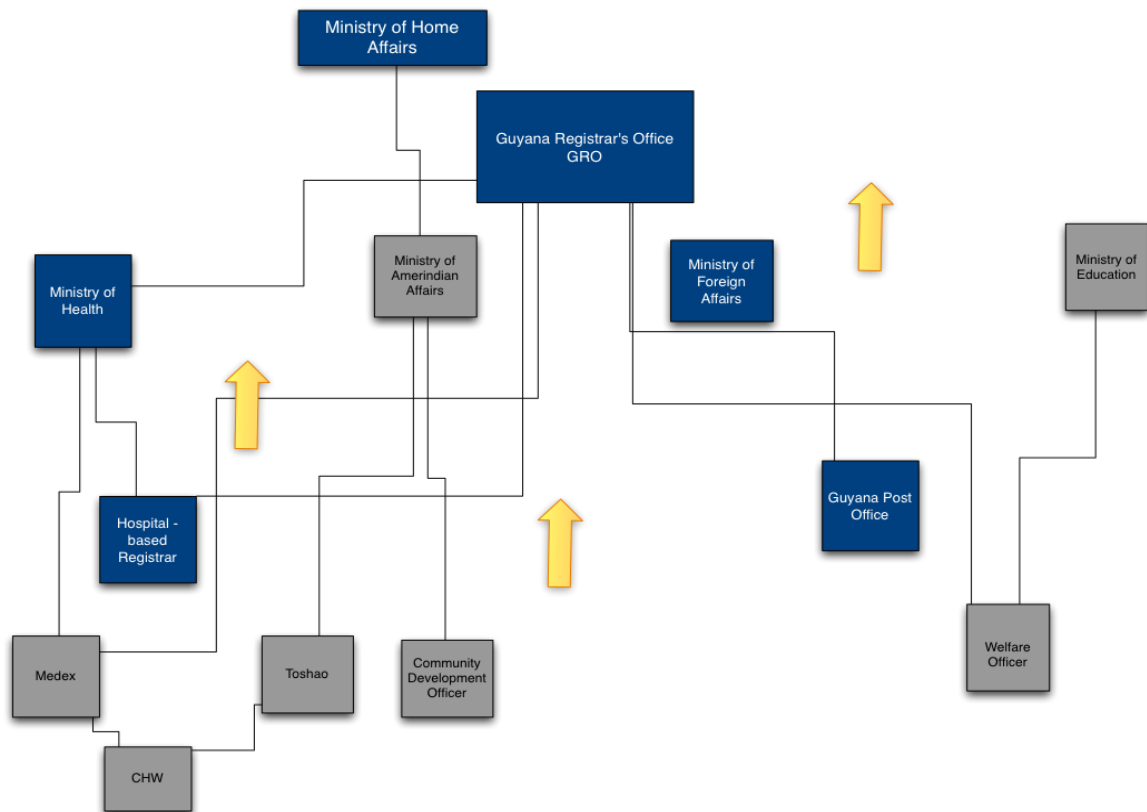 Ministry of Home
Affairs
Guyana Registrar's Office
GRO
Ministry of
Amerindian
Affairs
Ministry of
Foreign
Affairs
Ministry of
Education
Ministry of
Health
Guyana Post
Office
Hospital -
based
Registrar
Medex
Toshao
Community
Development
Officer
Welfare
Officer
CHW